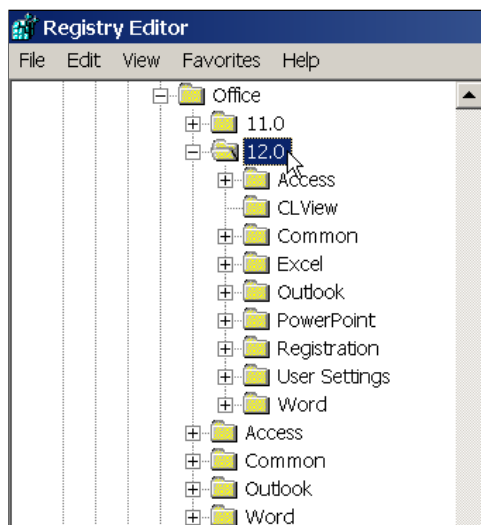 Registry Editor
File Edit View Favorites Help
Office
11.0
12.0
Access
CLView
Common
Excel
Outlook
PowerPoint
Registration
User Settings
Word
Access
Common
Outlook
Word